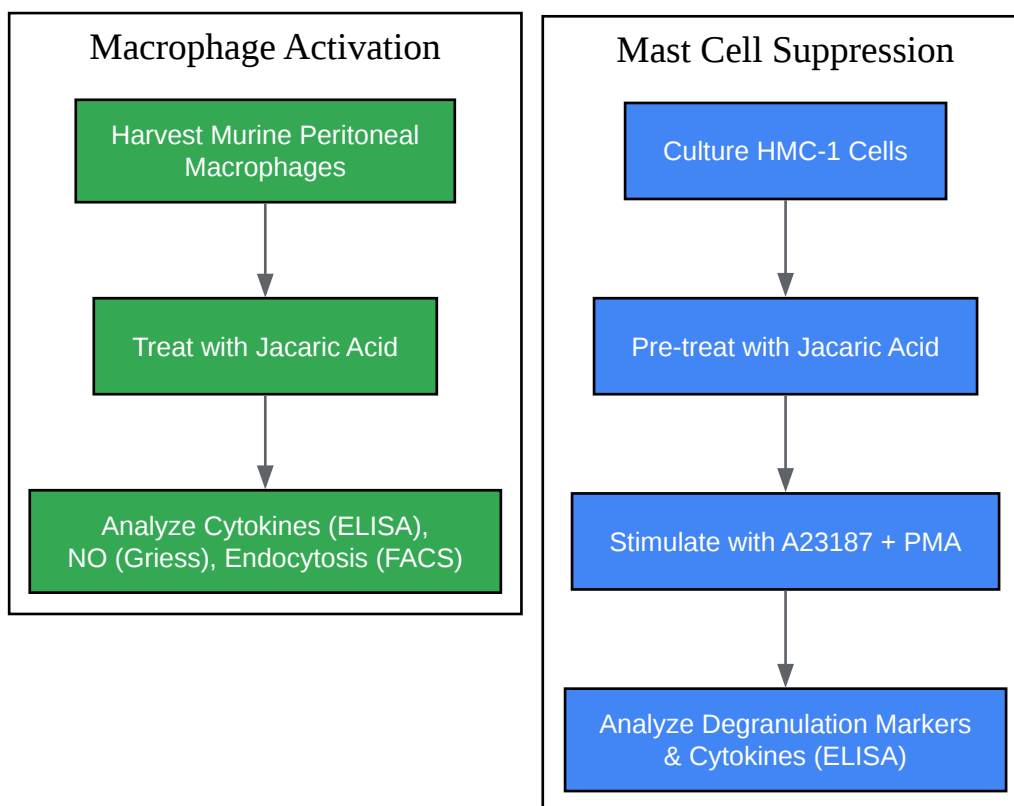 Macrophage Activation
Harvest Murine Peritoneal
Macrophages
Treat with Jacaric Acid
Analyze Cytokines (ELISA),
NO (Griess), Endocytosis (FACS)
Mast Cell Suppression
Culture HMC-1 Cells
Pre-treat with Jacaric Acid
Stimulate with A23187 + PMA
Analyze Degranulation Markers
& Cytokines (ELISA)